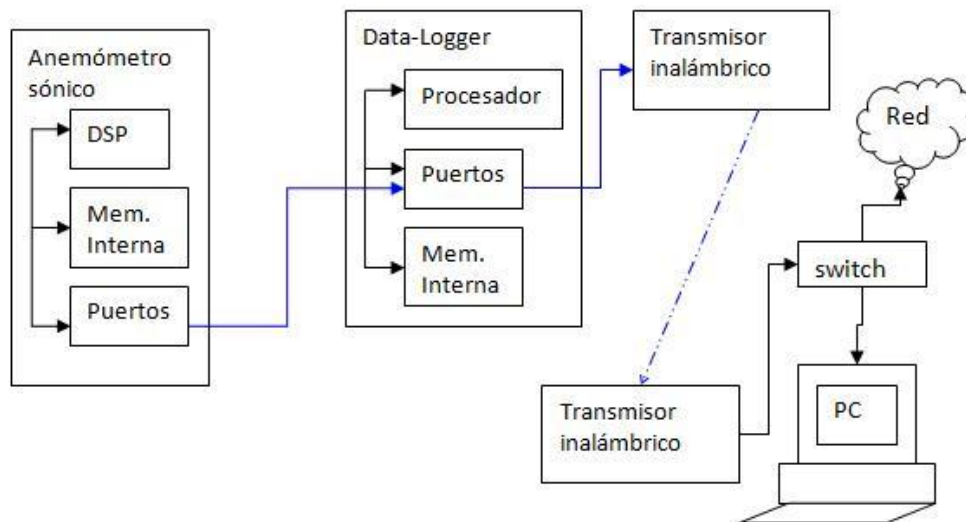 Anemómetro
sónico
DSP
Mem.
Interna
Puertos
Data-Logger
Procesador
Puertos
Mem.
Interna
Transmisor
inalámbrico
Red
switch
Transmisor
inalámbrico
PC